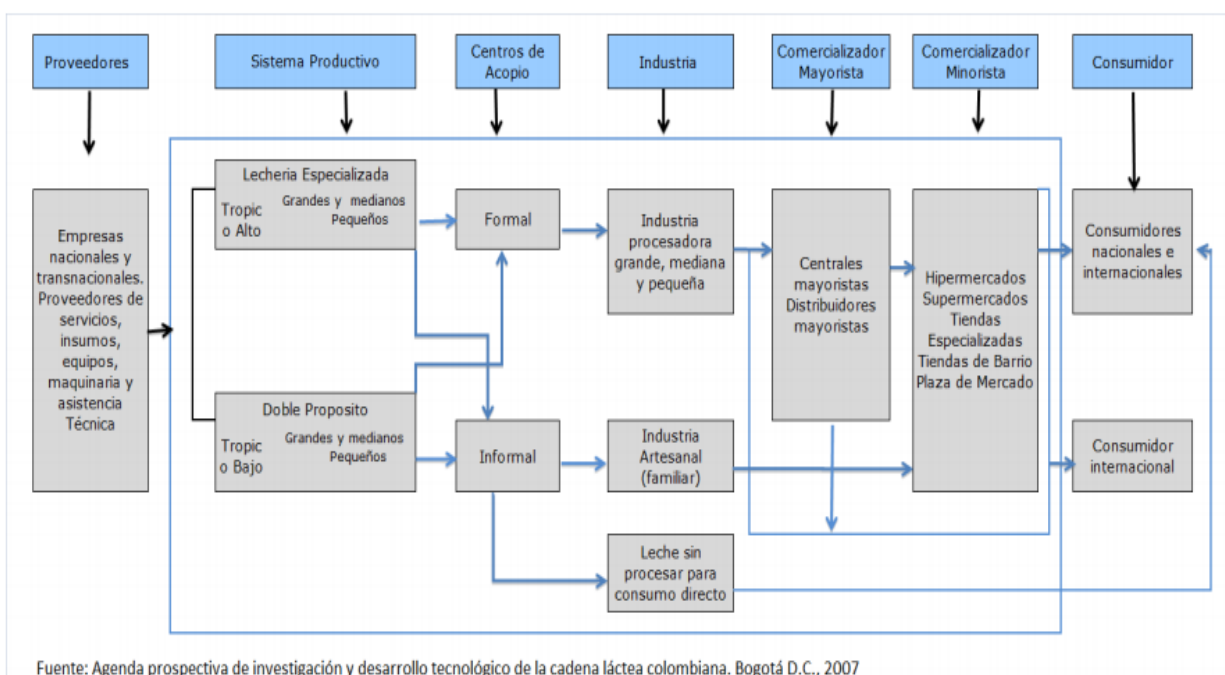 Proveedores
Sistema Productivo
Centros de
Acopio
Industria
Comercializador
Mayorista
Comercializador
Minorista
Consumidor
Empresas
nacionales y
transnacionales.
Proveedores de
servicios,
insumos,
equipos,
maquinaria y
asistencia
Técnica
Lecheria Especializada
Grandes y medianos
Pequeños
Tropic
o Alto
Doble Proposito
Grandes y medianos
Pequeños
Tropic
o Bajo
Formal
Informal
Industria
procesadora
grande, mediana
y pequeña
Industria
Artesanal
(familiar)
Leche sin
procesar para
consumo directo
Centrales
mayoristas
Distribuidores
mayoristas
Hipermercados
Supermercados
Tiendas
Especializadas
Tiendas de Barrio
Plaza de Mercado
Consumidores
nacionales e
internacionales
Consumidor
internacional
Fuente: Agenda prospectiva de investigación y desarrollo tecnológico de la cadena láctea colombiana. Bogotá D.C., 2007